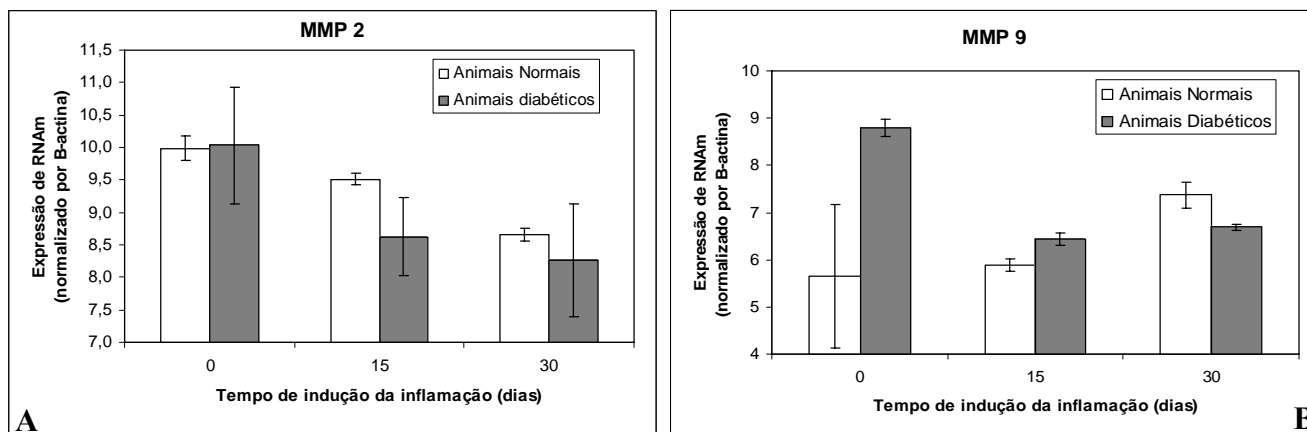 MMP 2
11,5
11,0
10,5
10,0
9,5
9,0
8,5
8,0
7,5
7,0
Expressão de RNAm
(normalizado por B-actina)
Animais Normais
Animais diabéticos
0 15 30
Tempo de indução da inflamação (dias)
A
MMP 9
10
9
8
7
6
5
4
Expressão de RNAm
(normalizado por B-actina)
Animais Normais
Animais Diabéticos
0 15 30
Tempo de indução da inflamação (dias)
B